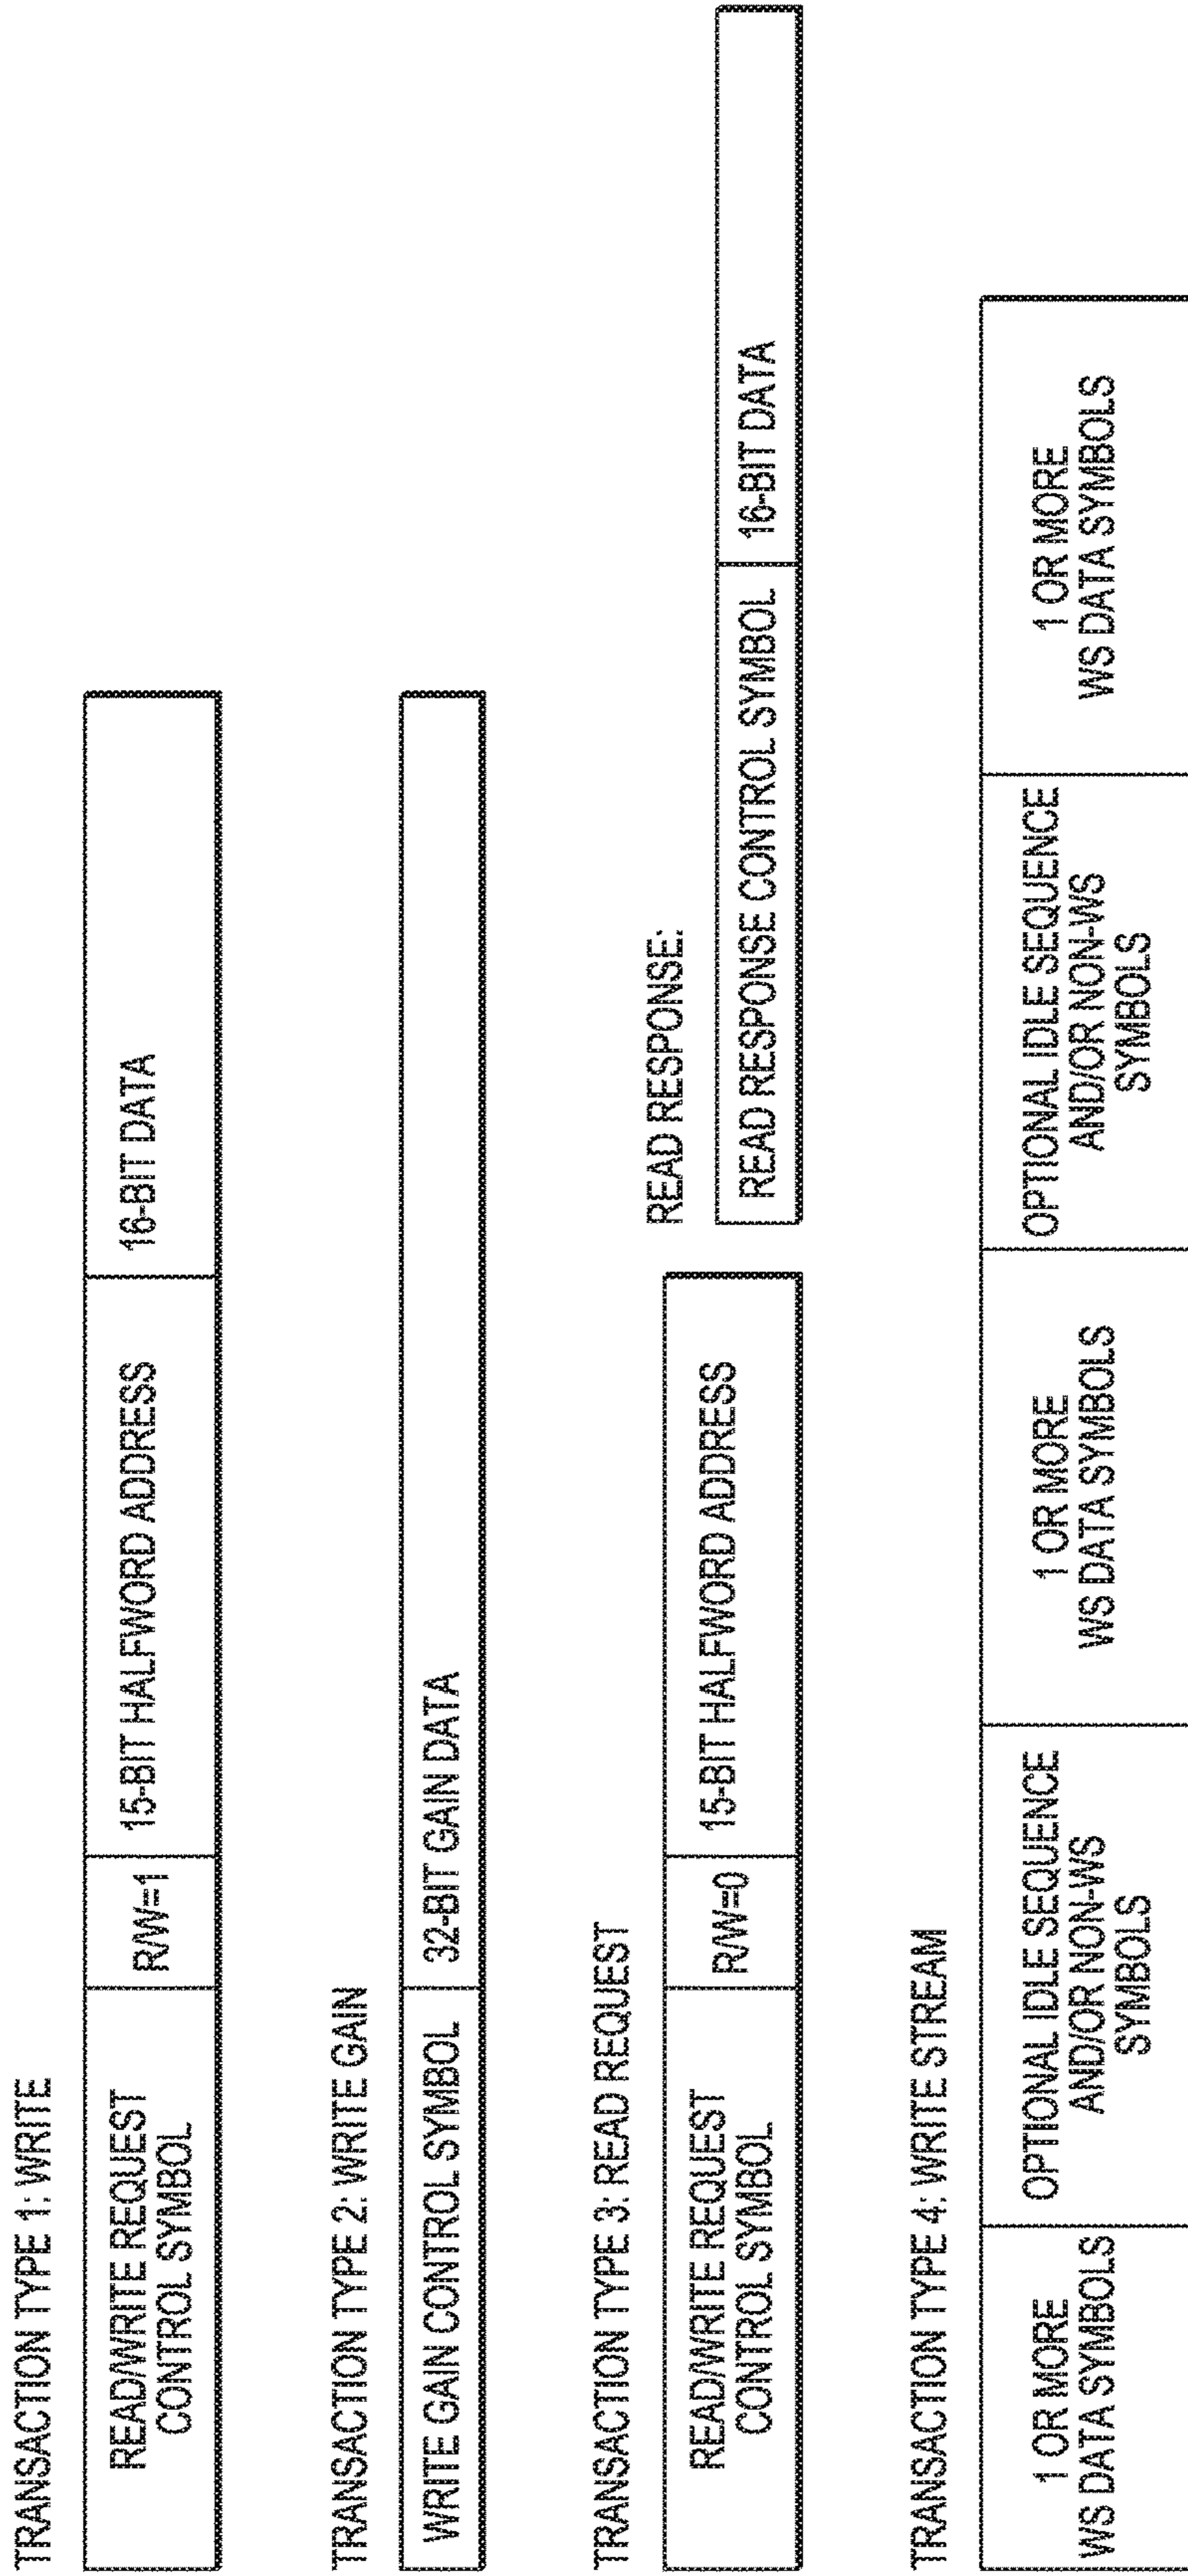 TRANSACTION TYPE 1: WRITE
READ/WRITE REQUEST
CONTROL SYMBOL
R/W=1
15-BIT HALFWORD ADDRESS
16-BIT DATA
TRANSACTION TYPE 2: WRITE GAIN
WRITE GAIN CONTROL SYMBOL
32-BIT GAIN DATA
TRANSACTION TYPE 3: READ REQUEST
READ/WRITE REQUEST
CONTROL SYMBOL
R/W=0
15-BIT HALFWORD ADDRESS
READ RESPONSE:
READ RESPONSE CONTROL SYMBOL
16-BIT DATA
TRANSACTION TYPE 4: WRITE STREAM
1 OR MORE
WS DATA SYMBOLS
OPTIONAL IDLE SEQUENCE
AND/OR NON-WS
SYMBOLS
1 OR MORE
WS DATA SYMBOLS
OPTIONAL IDLE SEQUENCE
AND/OR NON-WS
SYMBOLS
1 OR MORE
WS DATA SYMBOLS